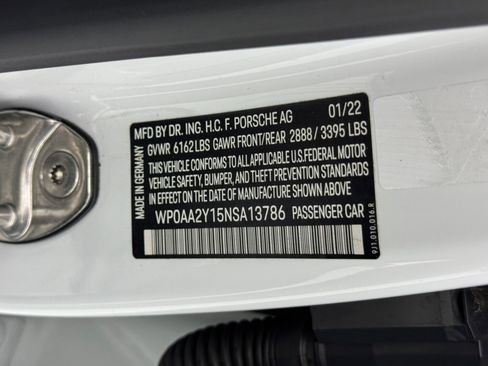 MFD BY DR. ING. H.C. F. PORSCHE AG 01/22
GVWR 6162 LBS GAWR FRONT/REAR 2888 / 3395 LBS
THIS VEHICLE CONFORMS TO ALL APPLICABLE U.S. FEDERAL MOTOR
VEHICLE SAFETY, BUMPER, AND THEFT PREVENTION STANDARDS IN
EFFECT ON THE DATE OF MANUFACTURE SHOWN ABOVE
WP0AA2Y15NSA13786 PASSENGER CAR
MADE IN GERMANY
9J1.010.016.R